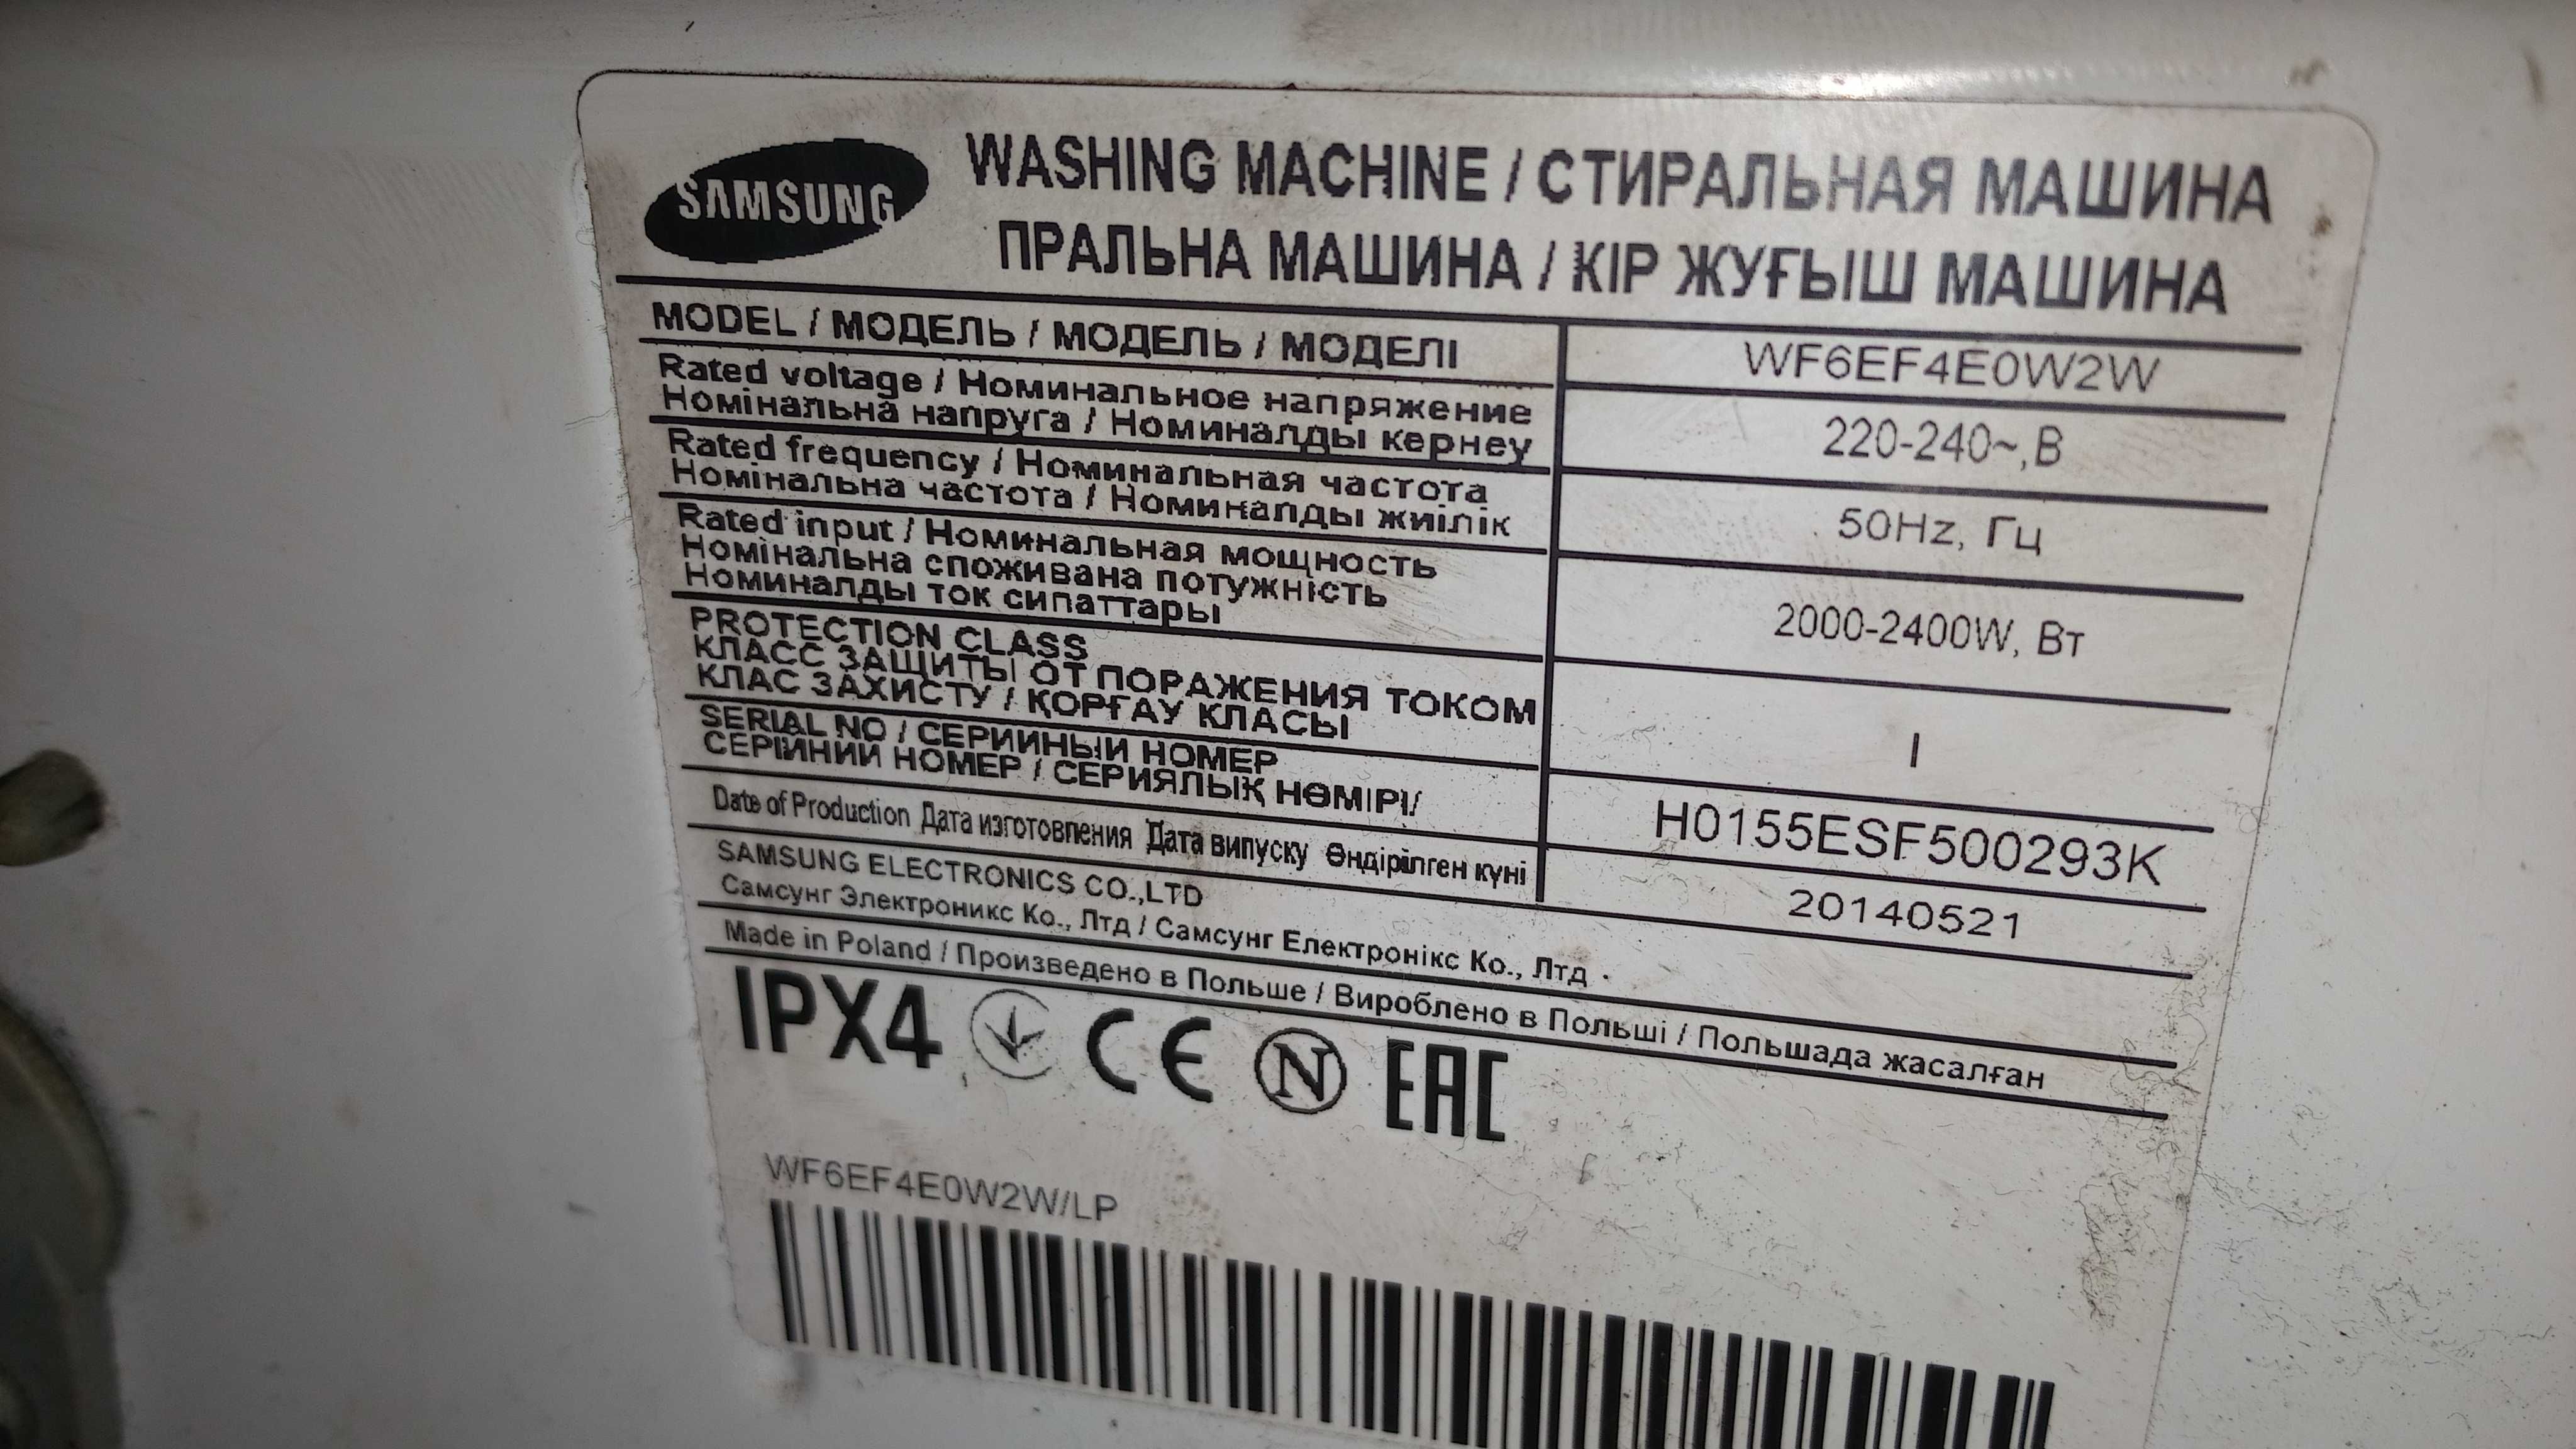 SAMSUNG
WASHING MACHINE / СТИРАЛЬНАЯ МАШИНА
ПРАЛЬНА МАШИНА / КІР ЖУҒЫШ МАШИНА
MODEL / МОДЕЛЬ / МОДЕЛЬ / МОДЕЛІ
WF6EF4E0W2W
Rated voltage / Номинальное напряжение
Номінальна напруга / Номиналды кернеу
220-240~,В
Rated frequency / Номинальная частота
Номінальна частота / Номиналды жиілік
50Hz, Гц
Rated input / Номинальная мощность
Номінальна споживана потужність
Номиналды ток сипаттары
2000-2400W, Вт
PROTECTION CLASS
КЛАСС ЗАЩИТЫ ОТ ПОРАЖЕНИЯ ТОКОМ
КЛАС ЗАХИСТУ / ҚОРҒАУ КЛАСЫ
I
SERIAL NO / СЕРИИНЫЙ НОМЕР
СЕРІЙНИЙ НОМЕР / СЕРИЯЛЫҚ НӨМІРІ/
H0155ESF500293K
Date of Production Дата изготовления Дата випуску Өндірілген күні
20140521
SAMSUNG ELECTRONICS CO.,LTD
Самсунг Электроникс Ко., Лтд / Самсунг Електронікс Ко., Лтд .
Made in Poland / Произведено в Польше / Вироблено в Польші / Польшада жасалған
IPX4 CE N EAC
WF6EF4E0W2W/LP